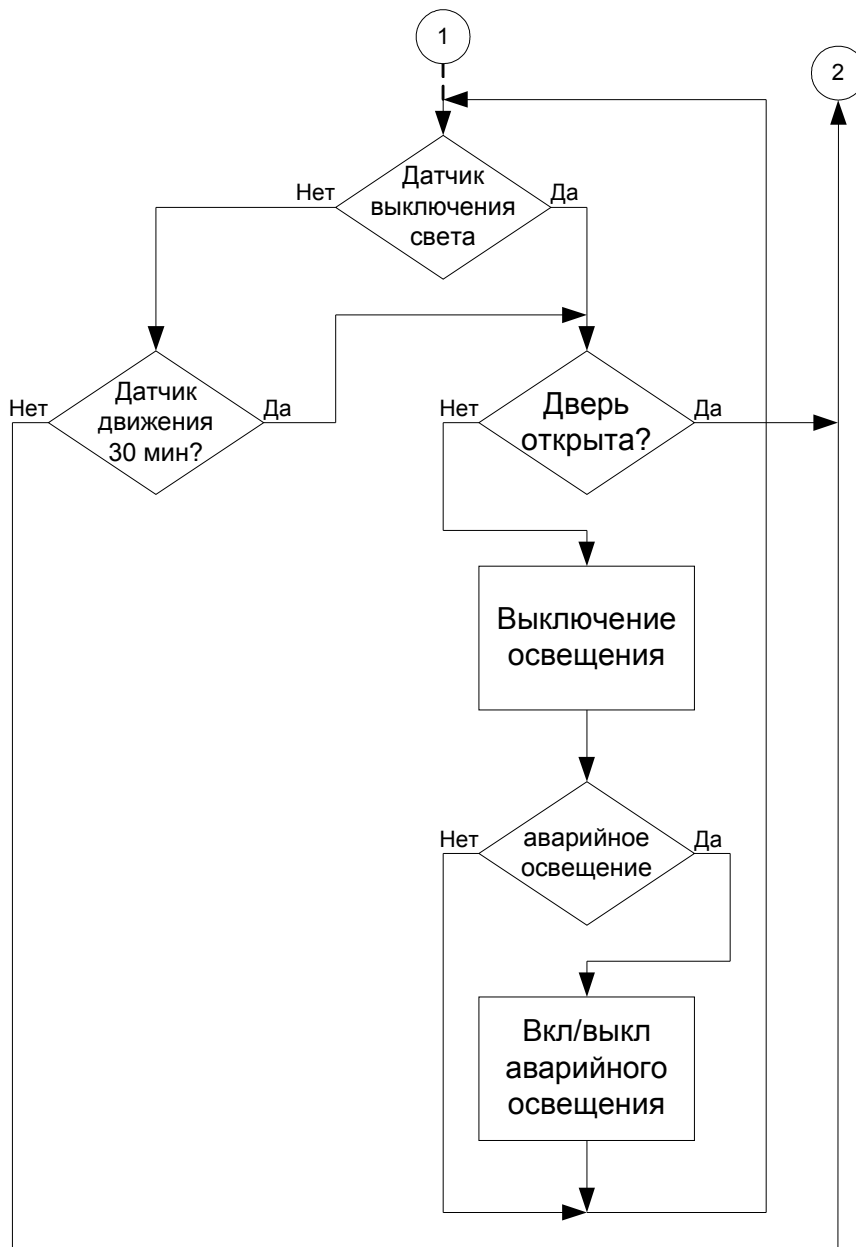 1
2
Нет
Датчик
выключения
света
Да
Нет
Датчик
движения
30 мин?
Да
Нет
Дверь
открыта?
Да
Выключение
освещения
Нет
аварийное
освещение
Да
Вкл/выкл
аварийного
освещения